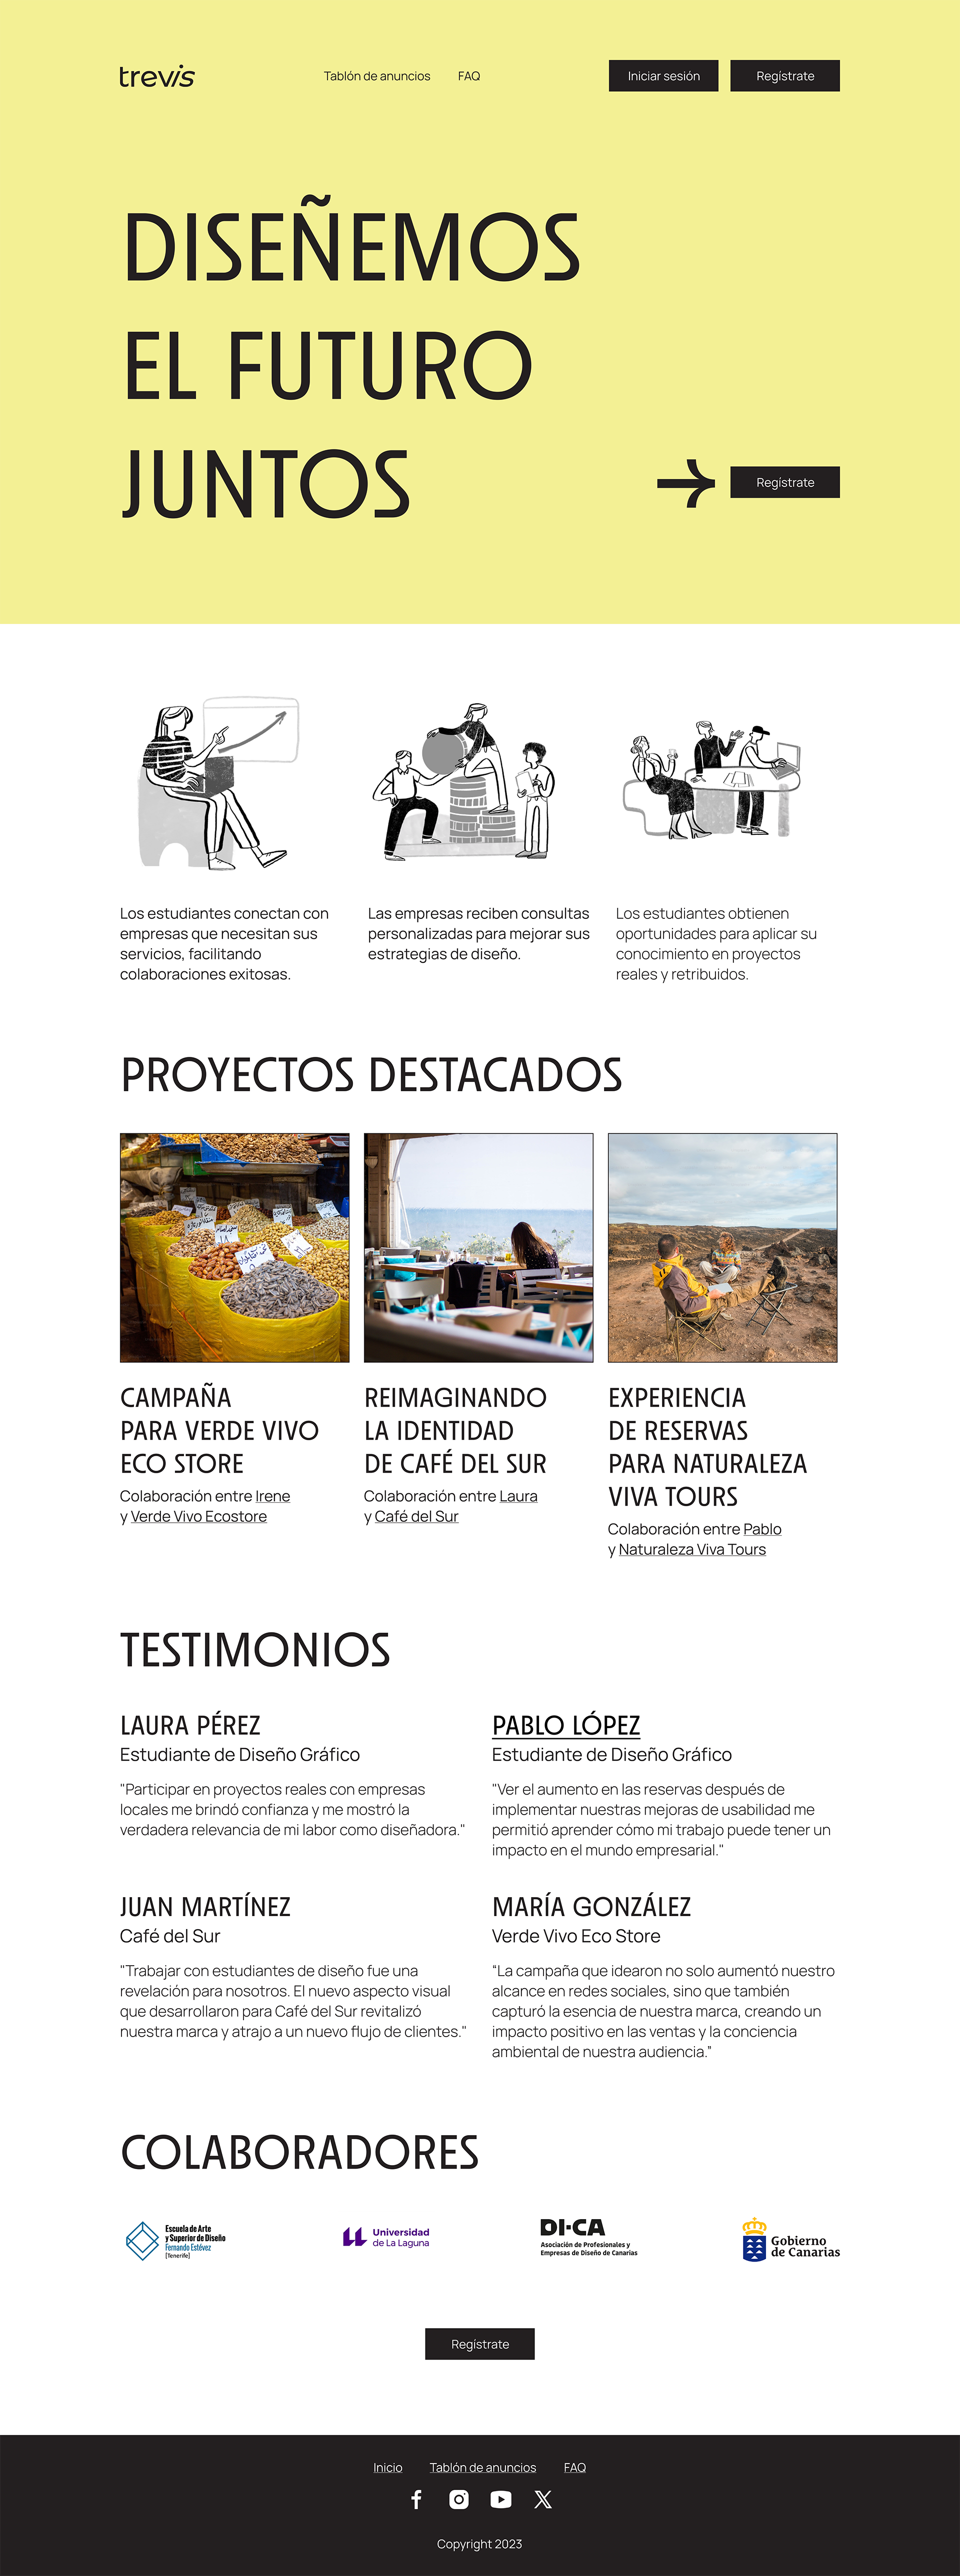 trevis
Tablón de anuncios
FAQ
Iniciar sesión
Regístrate
DISEÑEMOS
EL FUTURO
JUNTOS
Regístrate
Los estudiantes conectan con
empresas que necesitan sus
servicios, facilitando
colaboraciones exitosas.
Las empresas reciben consultas
personalizadas para mejorar sus
estrategias de diseño.
Los estudiantes obtienen
oportunidades para aplicar su
conocimiento en proyectos
reales y retribuidos.
PROYECTOS DESTACADOS
CAMPAÑA
PARA VERDE VIVO
ECO STORE
Colaboración entre Irene
y Verde Vivo Ecostore
REIMAGINANDO
LA IDENTIDAD
DE CAFÉ DEL SUR
Colaboración entre Laura
y Café del Sur
EXPERIENCIA
DE RESERVAS
PARA NATURALEZA
VIVA TOURS
Colaboración entre Pablo
y Naturaleza Viva Tours
TESTIMONIOS
LAURA PÉREZ
Estudiante de Diseño Gráfico
"Participar en proyectos reales con empresas
locales me brindó confianza y me mostró la
verdadera relevancia de mi labor como diseñadora."
PABLO LÓPEZ
Estudiante de Diseño Gráfico
"Ver el aumento en las reservas después de
implementar nuestras mejoras de usabilidad me
permitió aprender cómo mi trabajo puede tener un
impacto en el mundo empresarial."
JUAN MARTÍNEZ
Café del Sur
"Trabajar con estudiantes de diseño fue una
revelación para nosotros. El nuevo aspecto visual
que desarrollaron para Café del Sur revitalizó
nuestra marca y atrajo a un nuevo flujo de clientes."
MARÍA GONZÁLEZ
Verde Vivo Eco Store
“La campaña que idearon no solo aumentó nuestro
alcance en redes sociales, sino que también
capturó la esencia de nuestra marca, creando un
impacto positivo en las ventas y la conciencia
ambiental de nuestra audiencia.”
COLABORADORES
Escuela de Arte
y Superior de Diseño
Fernando Estévez
[Tenerife]
Universidad
de La Laguna
DI-CA
Asociación de Profesionales y
Empresas de Diseño de Canarias
Gobierno
de Canarias
Regístrate
Inicio
Tablón de anuncios
FAQ
Copyright 2023